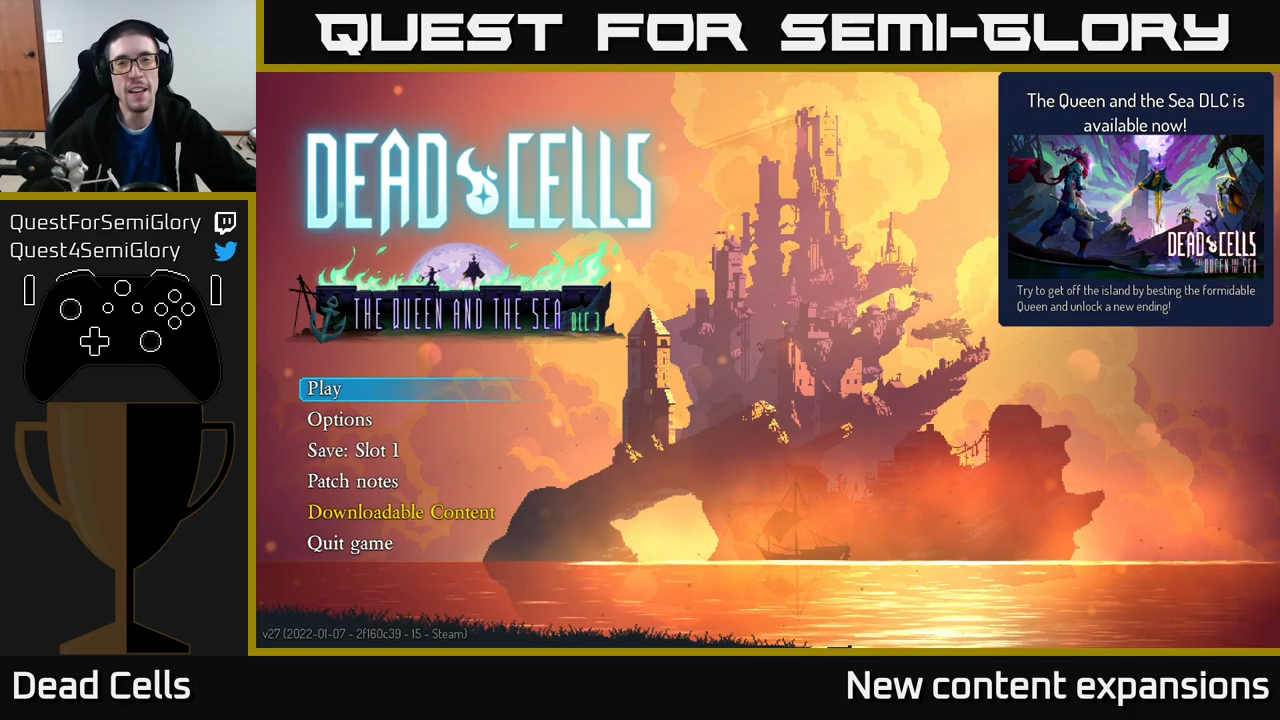 QUEST FOR SEMI-GLORY
QuestForSemiGlory
Quest4SemiGlory
DEAD CELLS
THE QUEEN AND THE SEA DLC 3
Play
Options
Save: Slot 1
Patch notes
Downloadable Content
Quit game
v27 (2022-01-07 - 2f160c39 - 15 - Steam)
The Queen and the Sea DLC is
available now!
DEAD CELLS
THE QUEEN AND THE SEA
Try to get off the island by besting the formidable
Queen and unlock a new ending!
Dead Cells
New content expansions